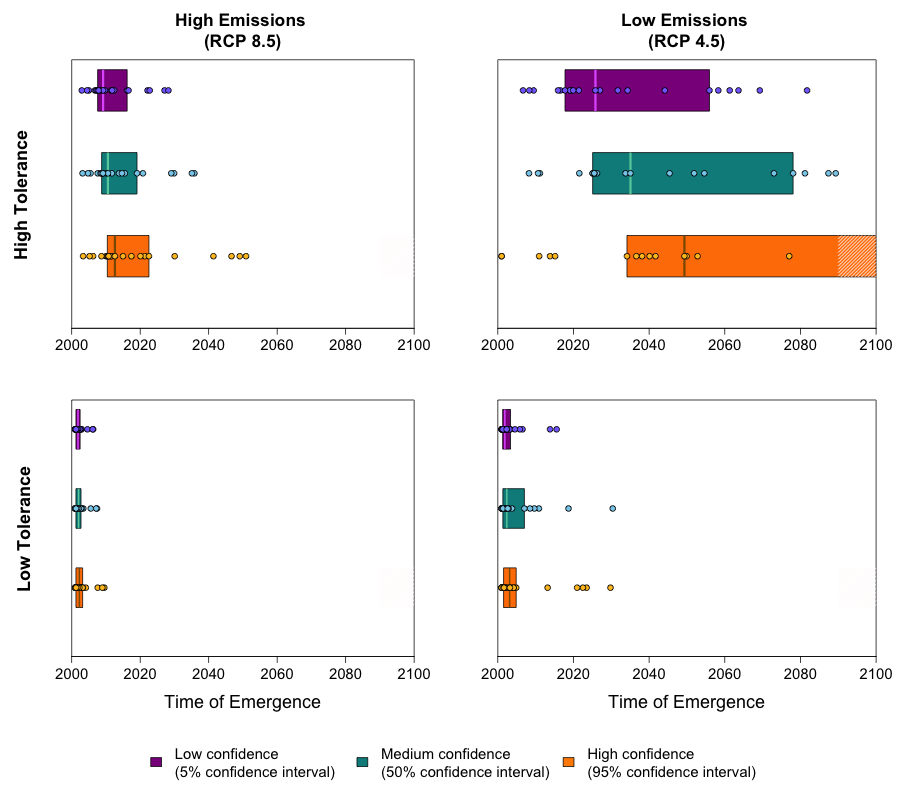 High Emissions
(RCP 8.5)
Low Emissions
(RCP 4.5)
High Tolerance
2000 2020 2040 2060 2080 2100
2000 2020 2040 2060 2080 2100
Low Tolerance
2000 2020 2040 2060 2080 2100
2000 2020 2040 2060 2080 2100
Time of Emergence
Time of Emergence
Low confidence
(5% confidence interval)
Medium confidence
(50% confidence interval)
High confidence
(95% confidence interval)